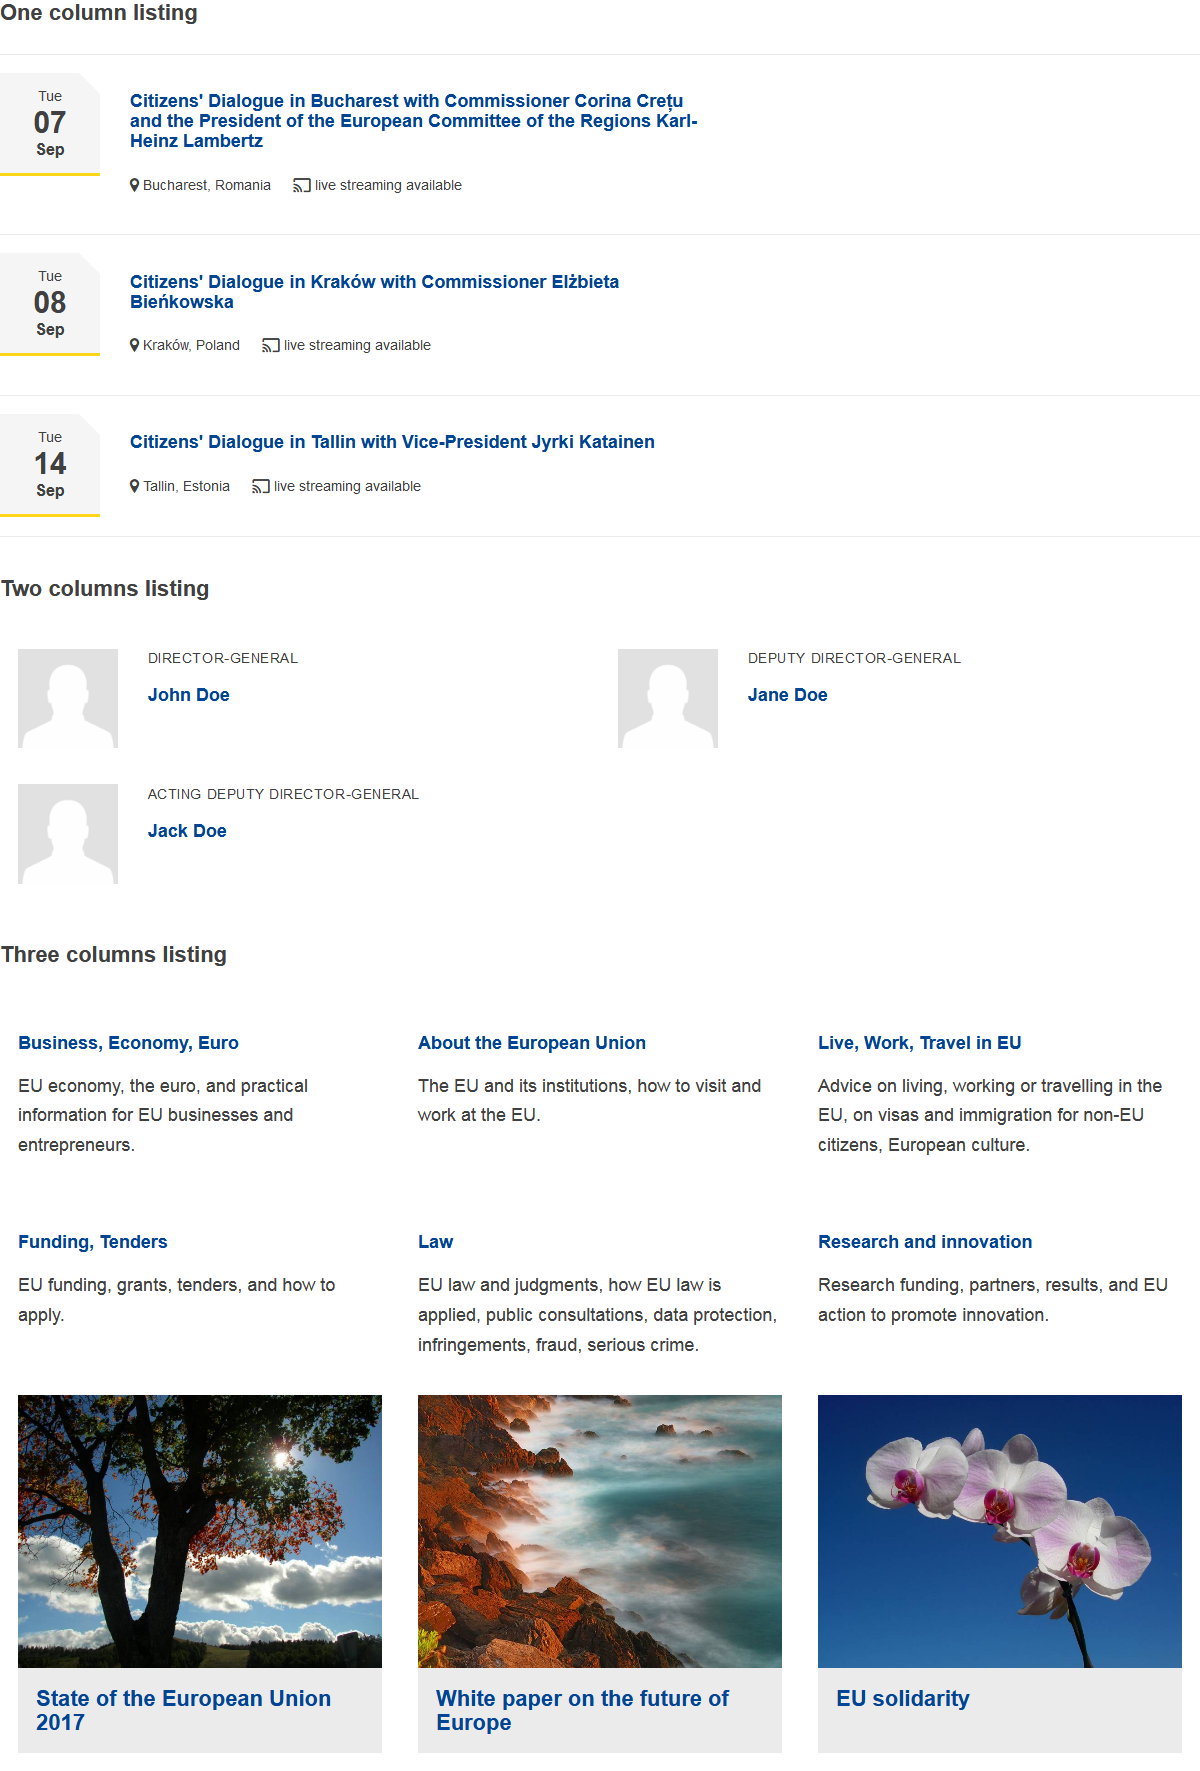 One column listing
Tue
07
Sep
Citizens' Dialogue in Bucharest with Commissioner Corina Crețu
and the President of the European Committee of the Regions Karl-
Heinz Lambertz
Bucharest, Romania live streaming available
Tue
08
Sep
Citizens' Dialogue in Kraków with Commissioner Elżbieta
Bieńkowska
Kraków, Poland live streaming available
Tue
14
Sep
Citizens' Dialogue in Tallin with Vice-President Jyrki Katainen
Tallin, Estonia live streaming available
Two columns listing
DIRECTOR-GENERAL
John Doe
DEPUTY DIRECTOR-GENERAL
Jane Doe
ACTING DEPUTY DIRECTOR-GENERAL
Jack Doe
Three columns listing
Business, Economy, Euro
EU economy, the euro, and practical
information for EU businesses and
entrepreneurs.
About the European Union
The EU and its institutions, how to visit and
work at the EU.
Live, Work, Travel in EU
Advice on living, working or travelling in the
EU, on visas and immigration for non-EU
citizens, European culture.
Funding, Tenders
EU funding, grants, tenders, and how to
apply.
Law
EU law and judgments, how EU law is
applied, public consultations, data protection,
infringements, fraud, serious crime.
Research and innovation
Research funding, partners, results, and EU
action to promote innovation.
State of the European Union
2017
White paper on the future of
Europe
EU solidarity